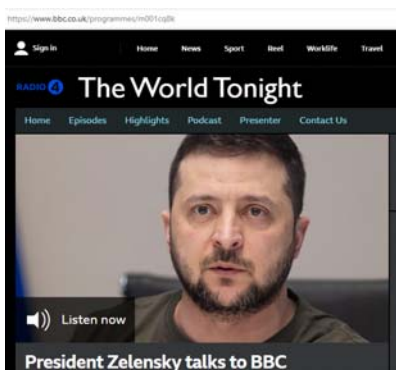 https://www.bbc.co.uk/programmes/m001cq8k
Sign in Home News Sport Reel Worklife Travel
RADIO 4 The World Tonight
Home Episodes Highlights Podcast Presenter Contact Us
Listen now
President Zelensky talks to BBC